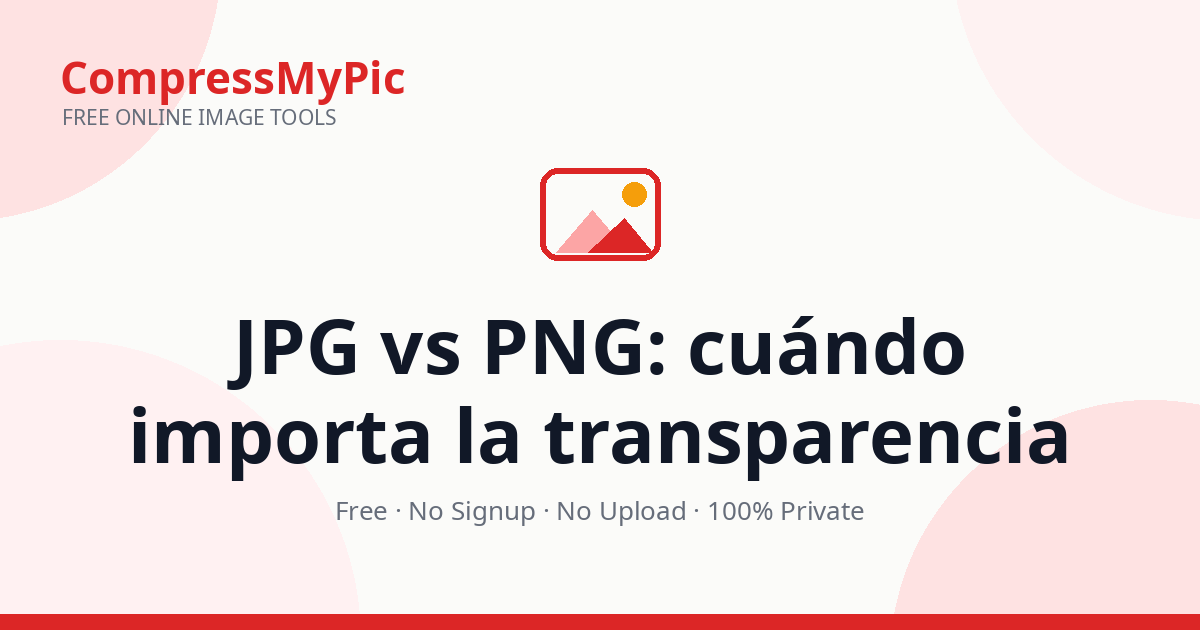 CompressMyPic
FREE ONLINE IMAGE TOOLS
JPG vs PNG: cuándo
importa la transparencia
Free · No Signup · No Upload · 100% Private